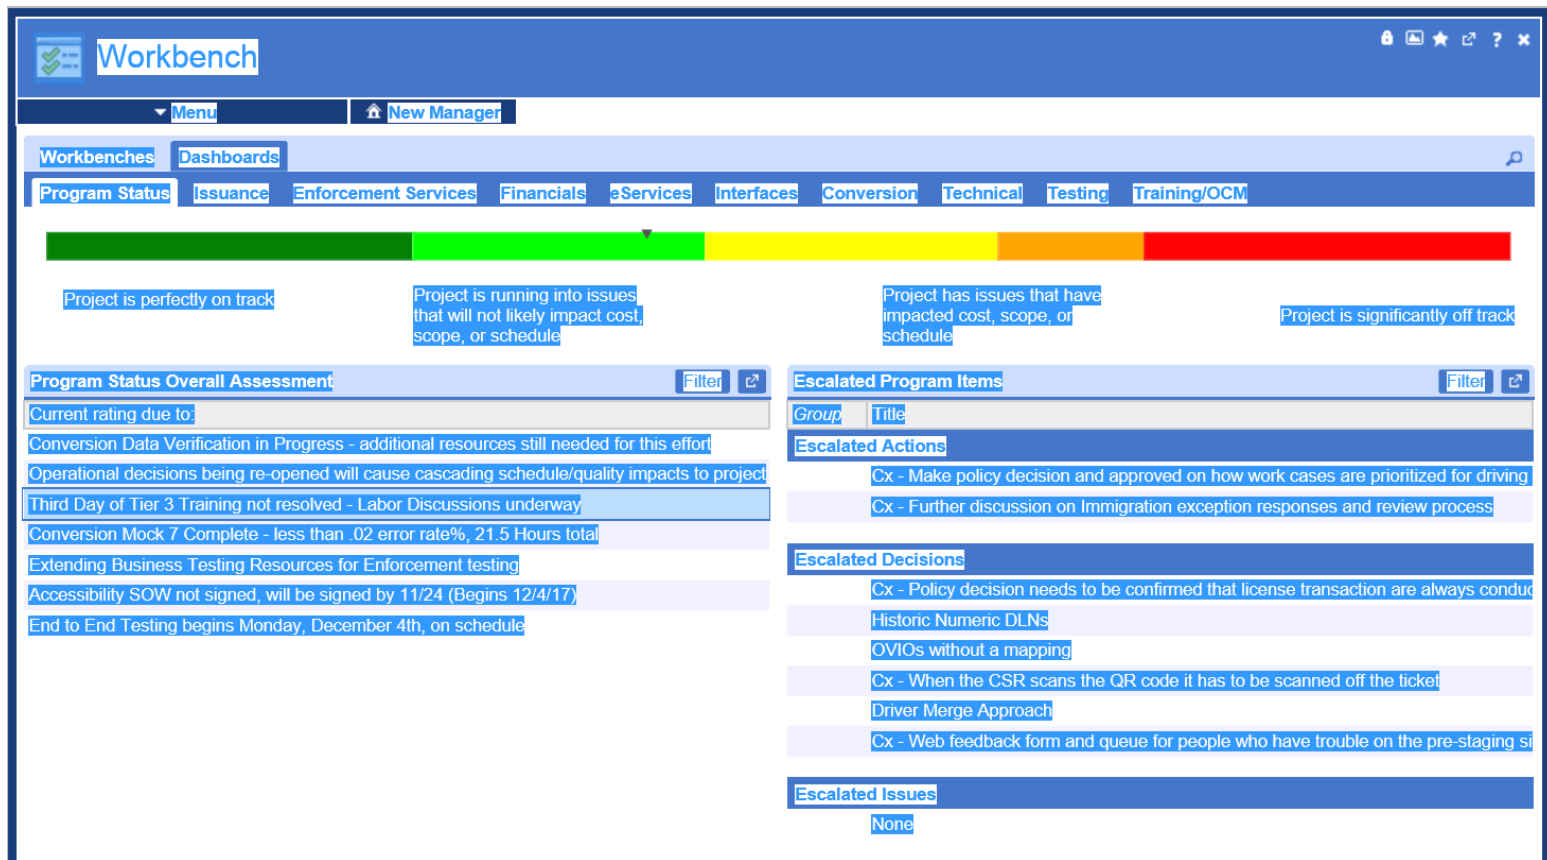 Workbench
?
Menu
New Manager
Workbenches Dashboards
Program Status Issuance Enforcement Services Financials eServices Interfaces Conversion Technical Testing Training/OCM
Project is perfectly on track
Project is running into issues
that will not likely impact cost,
scope, or schedule
Project has issues that have
impacted cost, scope, or
schedule
Project is significantly off track
Program Status Overall Assessment Filter
Current rating due to:
Conversion Data Verification in Progress - additional resources still needed for this effort
Operational decisions being re-opened will cause cascading schedule/quality impacts to project
Third Day of Tier 3 Training not resolved - Labor Discussions underway
Conversion Mock 7 Complete - less than .02 error rate%, 21.5 Hours total
Extending Business Testing Resources for Enforcement testing
Accessibility SOW not signed, will be signed by 11/24 (Begins 12/4/17)
End to End Testing begins Monday, December 4th, on schedule
Escalated Program Items Filter
Group Title
Escalated Actions
Cx - Make policy decision and approved on how work cases are prioritized for driving
Cx - Further discussion on Immigration exception responses and review process
Escalated Decisions
Cx - Policy decision needs to be confirmed that license transaction are always conduc
Historic Numeric DLNs
OVIOs without a mapping
Cx - When the CSR scans the QR code it has to be scanned off the ticket
Driver Merge Approach
Cx - Web feedback form and queue for people who have trouble on the pre-staging si
Escalated Issues
None